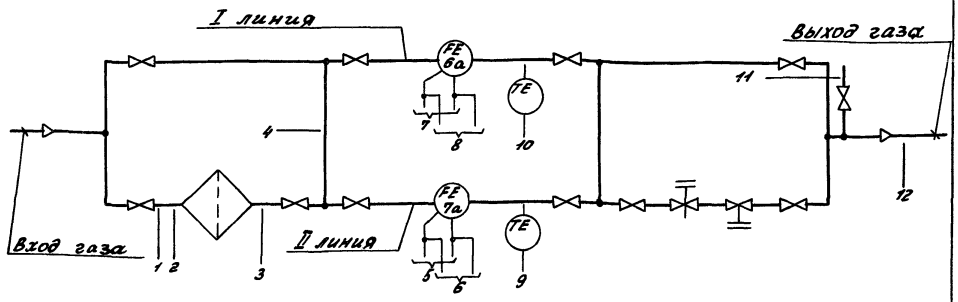 I линия
Выход газа
FE
6а
11
7
8
TE
10
4
12
FE
7а
TE
II линия
Вход газа
1
2
3
5
6
9